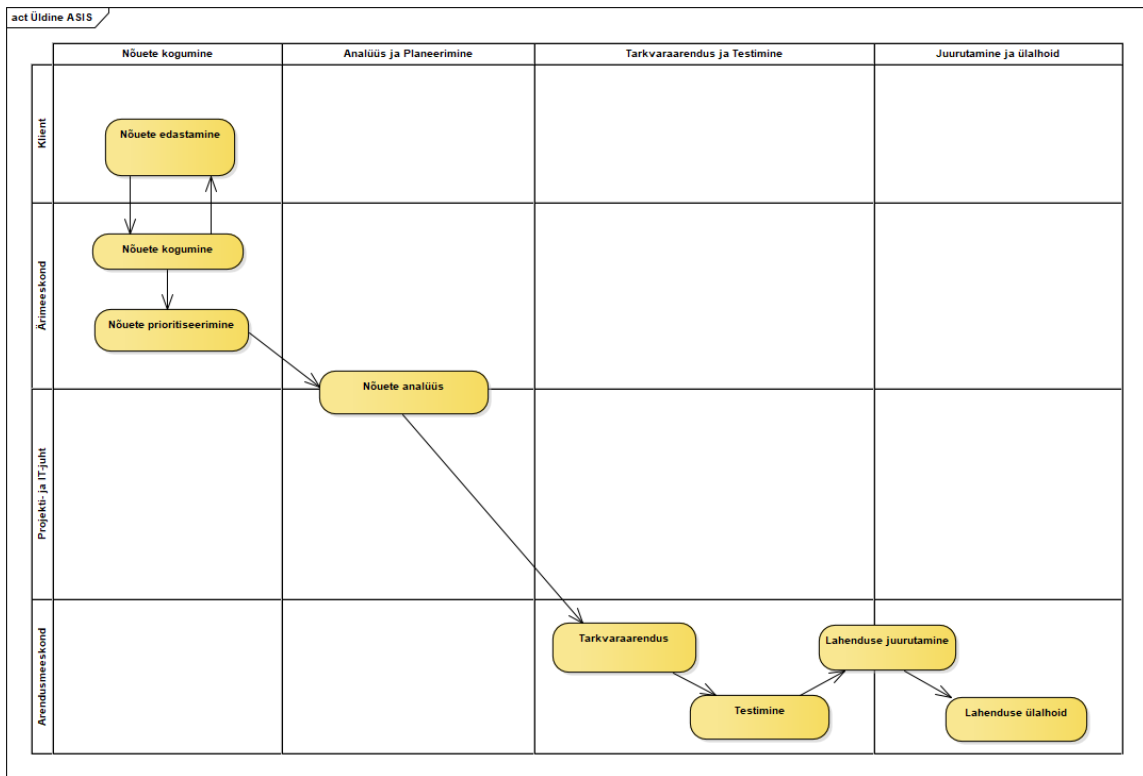 act Üldine ASIS
Nõuete kogumine
Analüüs ja Planeerimine
Tarkvaraarendus ja Testimine
Juurutamine ja ülalhoid
Klient
Nõuete edastamine
Ärimeeskond
Nõuete kogumine
Nõuete prioritiseerimine
Nõuete analüüs
Projekti- ja IT-juht
Arendusmeeskond
Tarkvaraarendus
Lahenduse juurutamine
Testimine
Lahenduse ülalhoid